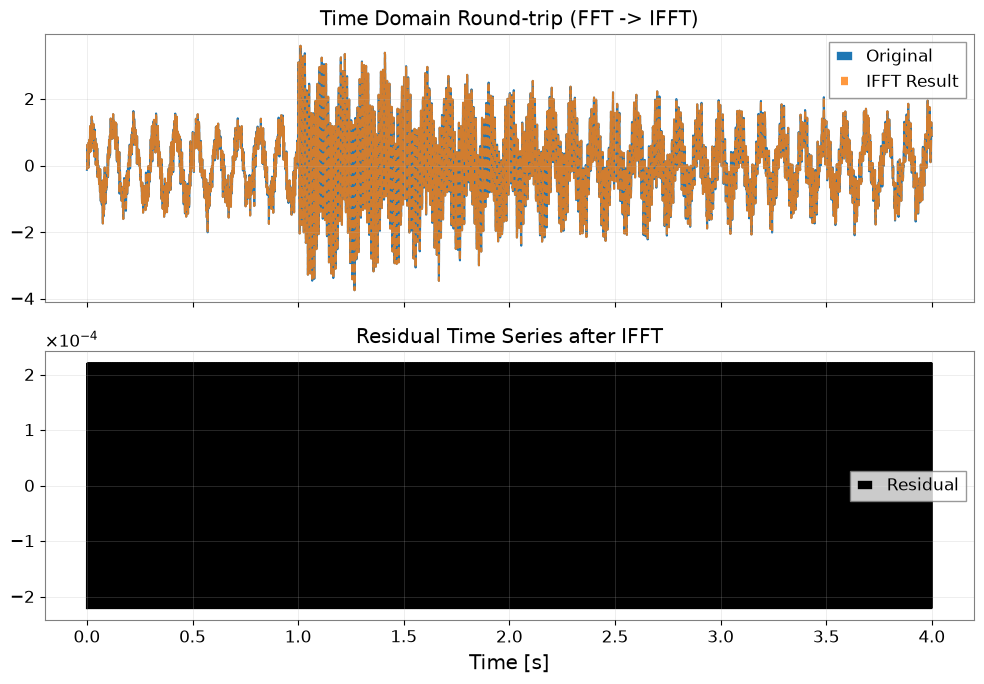 Time Domain Round-trip (FFT -> IFFT)
Original
IFFT Result
2
0
−2
−4
Residual Time Series after IFFT
×10⁻⁴
2
1
0
−1
−2
Residual
0.0 0.5 1.0 1.5 2.0 2.5 3.0 3.5 4.0
Time [s]